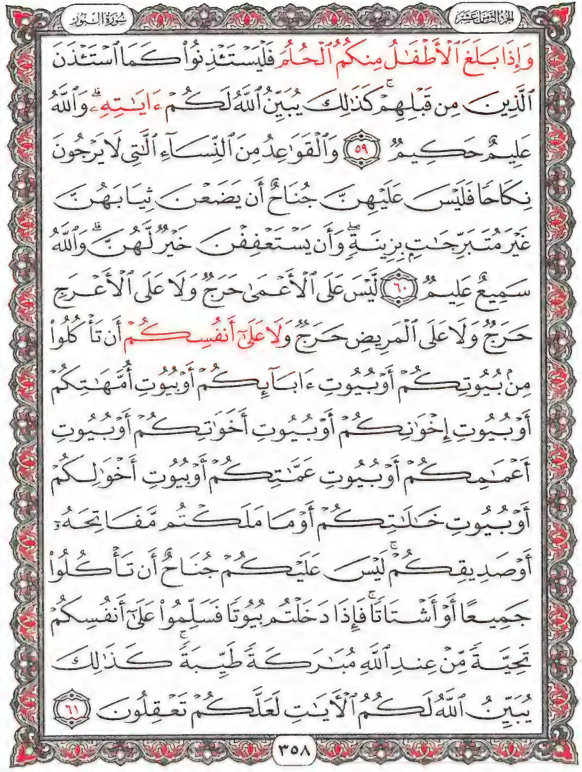 الجزء الثامن عشر
سورة النور
وَإِذَا بَلَغَ ٱلْأَطْفَٰلُ مِنكُمُ ٱلْحُلُمَ فَلْيَسْتَـْٔذِنُوا۟ كَمَا ٱسْتَـْٔذَنَ
ٱلَّذِينَ مِن قَبْلِهِمْ ۚ كَذَٰلِكَ يُبَيِّنُ ٱللَّهُ لَكُمْ ءَايَٰتِهِۦ ۗ وَٱللَّهُ
عَلِيمٌ حَكِيمٌ ٥٩ وَٱلْقَوَٰعِدُ مِنَ ٱلنِّسَآءِ ٱلَّٰتِى لَا يَرْجُونَ
نِكَاحًا فَلَيْسَ عَلَيْهِنَّ جُنَاحٌ أَن يَضَعْنَ ثِيَابَهُنَّ
غَيْرَ مُتَبَرِّجَٰتٍۭ بِزِينَةٍ ۖ وَأَن يَسْتَعْفِفْنَ خَيْرٌ لَّهُنَّ ۗ وَٱللَّهُ
سَمِيعٌ عَلِيمٌ ٦٠ لَّيْسَ عَلَى ٱلْأَعْمَىٰ حَرَجٌ وَلَا عَلَى ٱلْأَعْرَجِ
حَرَجٌ وَلَا عَلَى ٱلْمَرِيضِ حَرَجٌ وَلَا عَلَىٰٓ أَنفُسِكُمْ أَن تَأْكُلُوا۟
مِنۢ بُيُوتِكُمْ أَوْ بُيُوتِ ءَابَآئِكُمْ أَوْ بُيُوتِ أُمَّهَٰتِكُمْ
أَوْ بُيُوتِ إِخْوَٰنِكُمْ أَوْ بُيُوتِ أَخَوَٰتِكُمْ أَوْ بُيُوتِ
أَعْمَٰمِكُمْ أَوْ بُيُوتِ عَمَّٰتِكُمْ أَوْ بُيُوتِ أَخْوَٰلِكُمْ
أَوْ بُيُوتِ خَٰلَٰتِكُمْ أَوْ مَا مَلَكْتُم مَّفَاتِحَهُۥٓ
أَوْ صَدِيقِكُمْ ۚ لَيْسَ عَلَيْكُمْ جُنَاحٌ أَن تَأْكُلُوا۟
جَمِيعًا أَوْ أَشْتَاتًا ۚ فَإِذَا دَخَلْتُم بُيُوتًا فَسَلِّمُوا۟ عَلَىٰٓ أَنفُسِكُمْ
تَحِيَّةً مِّنْ عِندِ ٱللَّهِ مُبَٰرَكَةً طَيِّبَةً ۚ كَذَٰلِكَ
يُبَيِّنُ ٱللَّهُ لَكُمُ ٱلْءَايَٰتِ لَعَلَّكُمْ تَعْقِلُونَ ٦١
٣٥٨